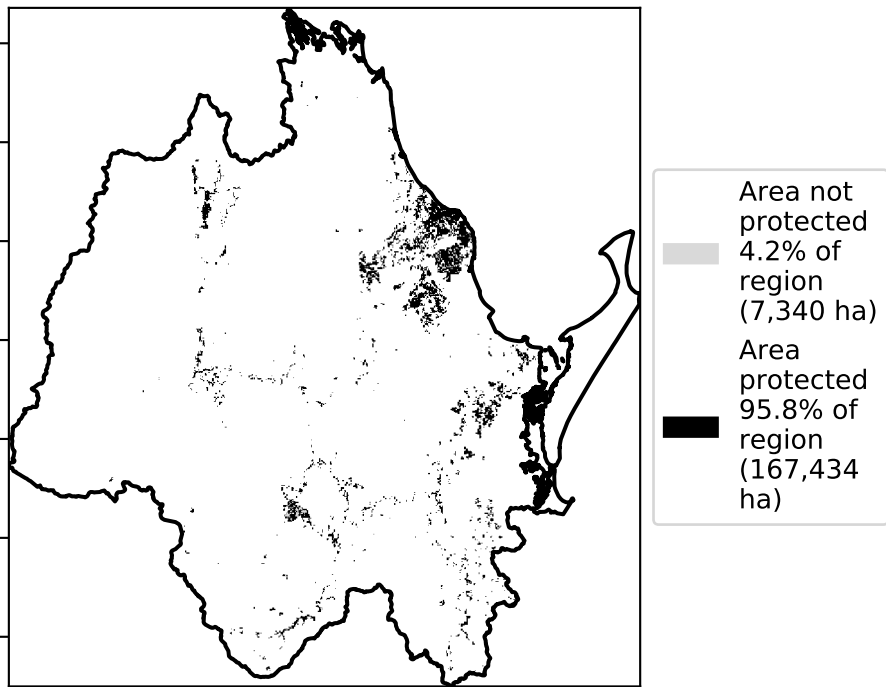 Area not
protected
4.2% of
region
(7,340 ha)
Area
protected
95.8% of
region
(167,434
ha)